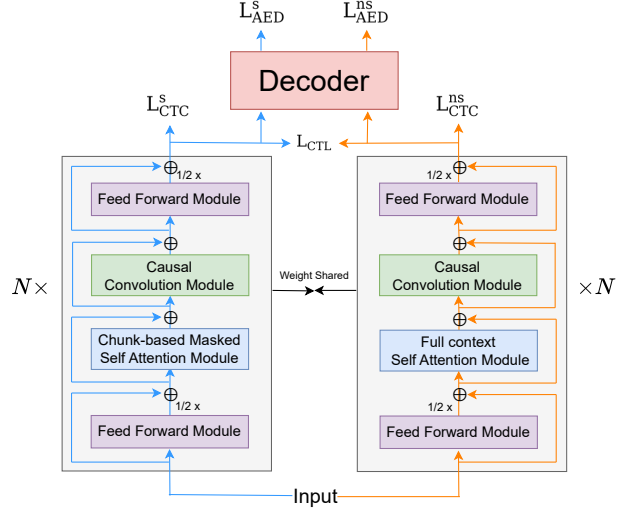 L^s_AED
L^ns_AED
Decoder
L^s_CTC
L^ns_CTC
L_CTL
1/2 x
Feed Forward Module
1/2 x
Feed Forward Module
Causal
Convolution Module
Causal
Convolution Module
N×
Weight Shared
×N
Chunk-based Masked
Self Attention Module
Full context
Self Attention Module
1/2 x
Feed Forward Module
1/2 x
Feed Forward Module
Input